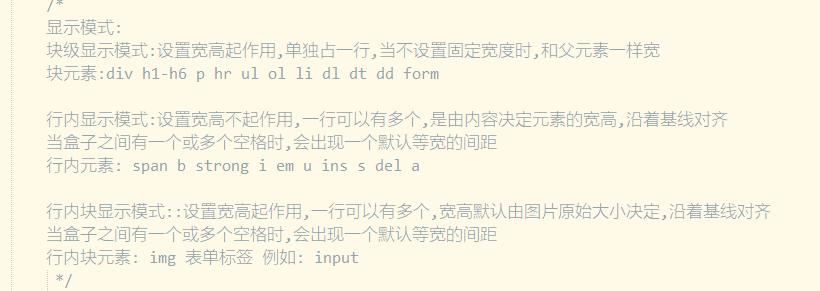 /*
显示模式:
块级显示模式:设置宽高起作用,单独占一行,当不设置固定宽度时,和父元素一样宽
块元素:div h1-h6 p hr ul ol li dl dt dd form
行内显示模式:设置宽高不起作用,一行可以有多个,是由内容决定元素的宽高,沿着基线对齐
当盒子之间有一个或多个空格时,会出现一个默认等宽的间距
行内元素: span b strong i em u ins s del a
行内块显示模式::设置宽高起作用,一行可以有多个,宽高默认由图片原始大小决定,沿着基线对齐
当盒子之间有一个或多个空格时,会出现一个默认等宽的间距
行内块元素: img 表单标签 例如: input
*/